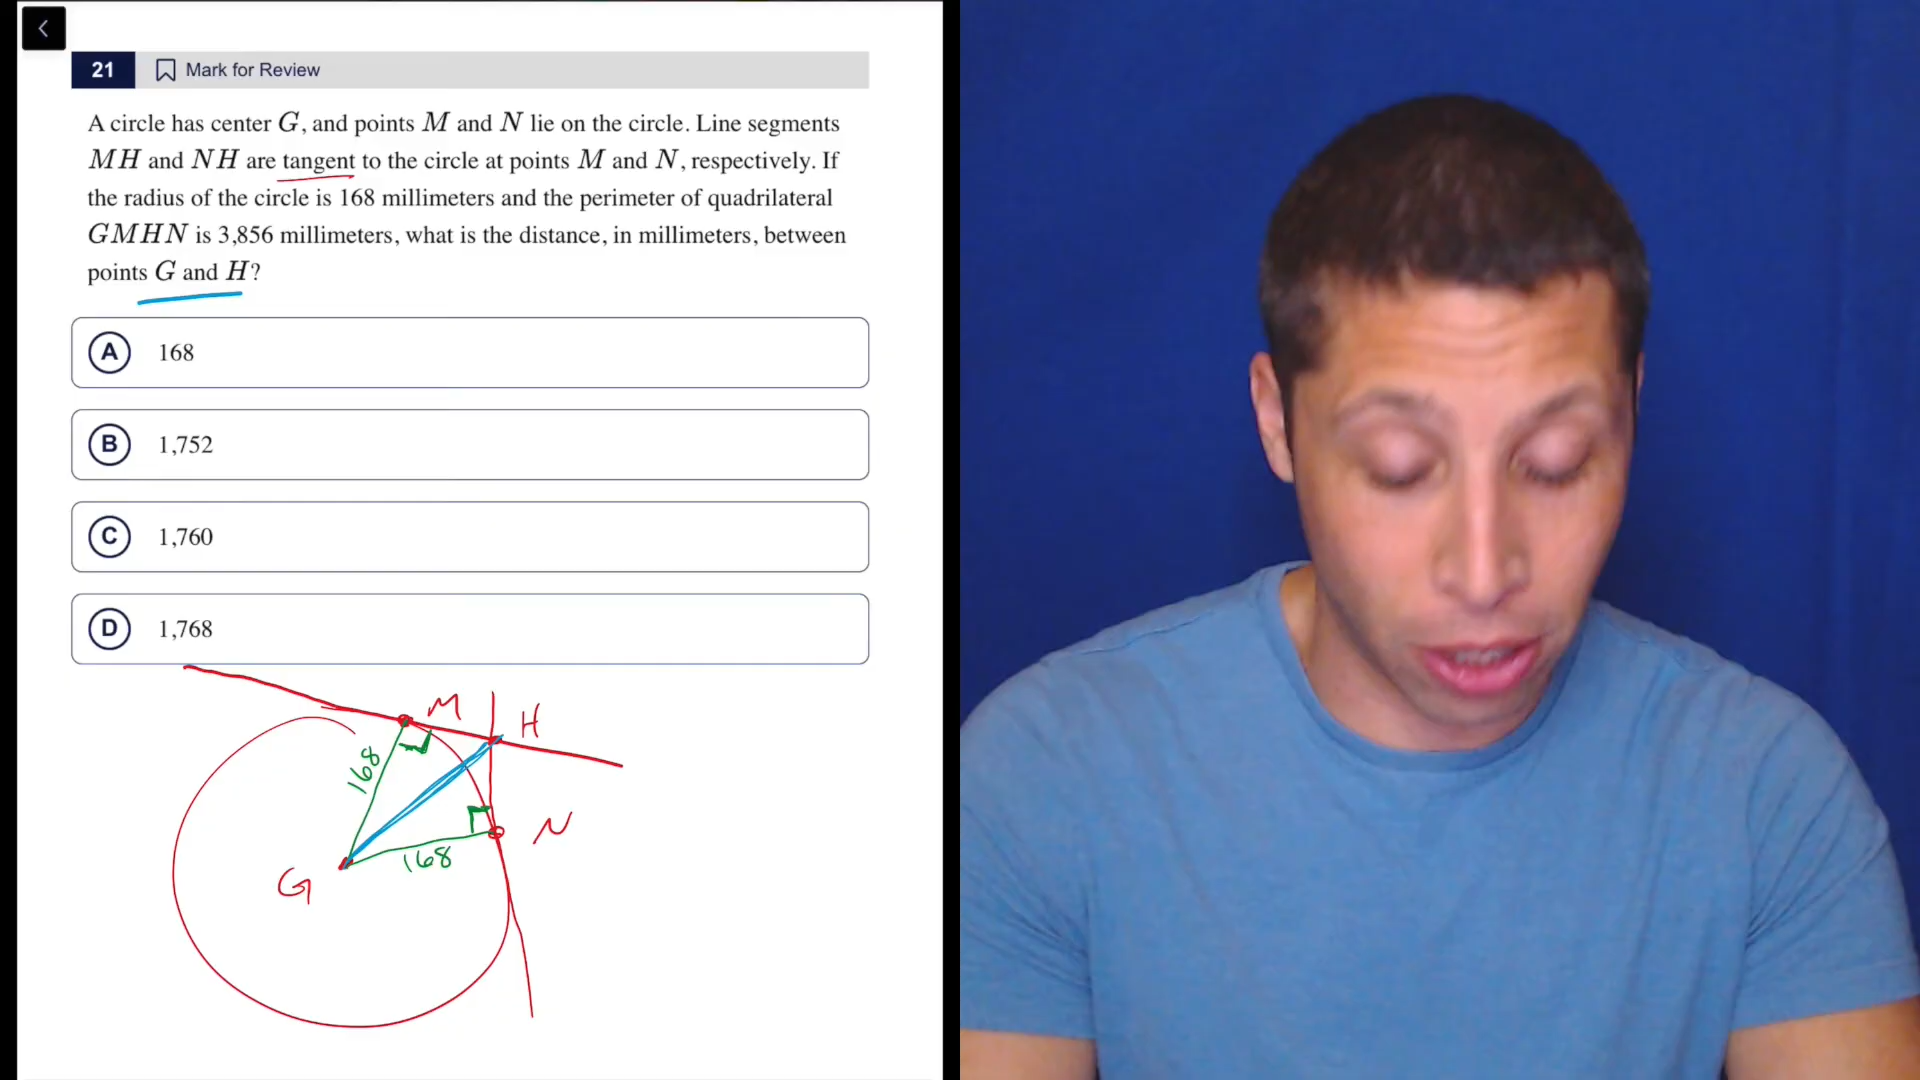 21 Mark for Review
A circle has center G, and points M and N lie on the circle. Line segments
MH and NH are tangent to the circle at points M and N, respectively. If
the radius of the circle is 168 millimeters and the perimeter of quadrilateral
GMHN is 3,856 millimeters, what is the distance, in millimeters, between
points G and H?
A 168
B 1,752
C 1,760
D 1,768
M
H
168
N
168
G